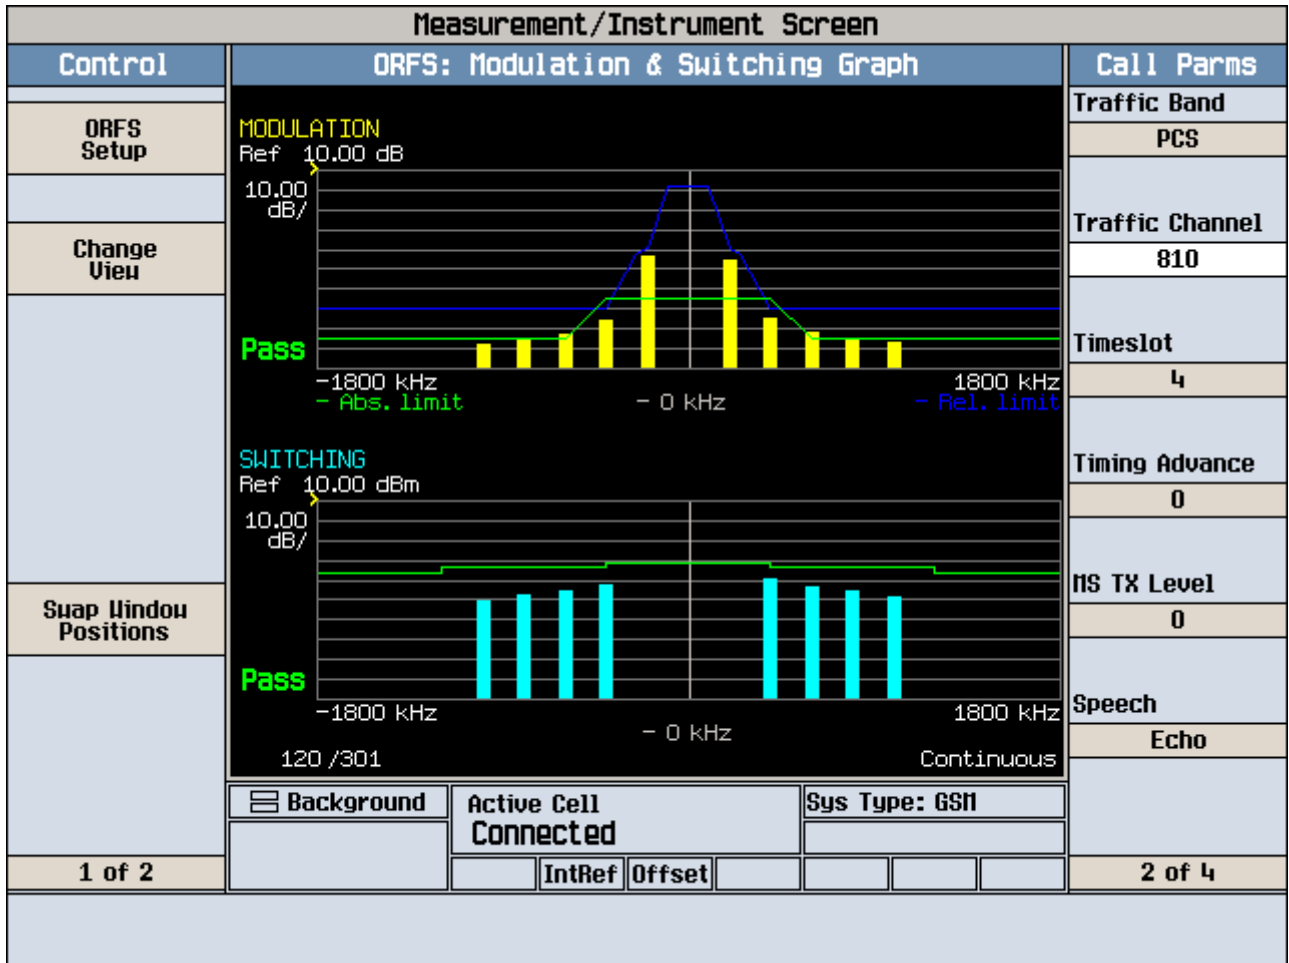 Measurement/Instrument Screen
Control
ORFS: Modulation & Switching Graph
Call Parms
ORFS
Setup
Change
View
Swap Window
Positions
1 of 2
MODULATION
Ref 10.00 dB
10.00
dB/
Pass
-1800 kHz
1800 kHz
- Abs. limit
- 0 kHz
- Rel. limit
SWITCHING
Ref 10.00 dBm
10.00
dB/
Pass
-1800 kHz
1800 kHz
- 0 kHz
120 /301
Continuous
Background
Active Cell
Connected
Sys Type: GSM
IntRef
Offset
Traffic Band
PCS
Traffic Channel
810
Timeslot
4
Timing Advance
0
MS TX Level
0
Speech
Echo
2 of 4